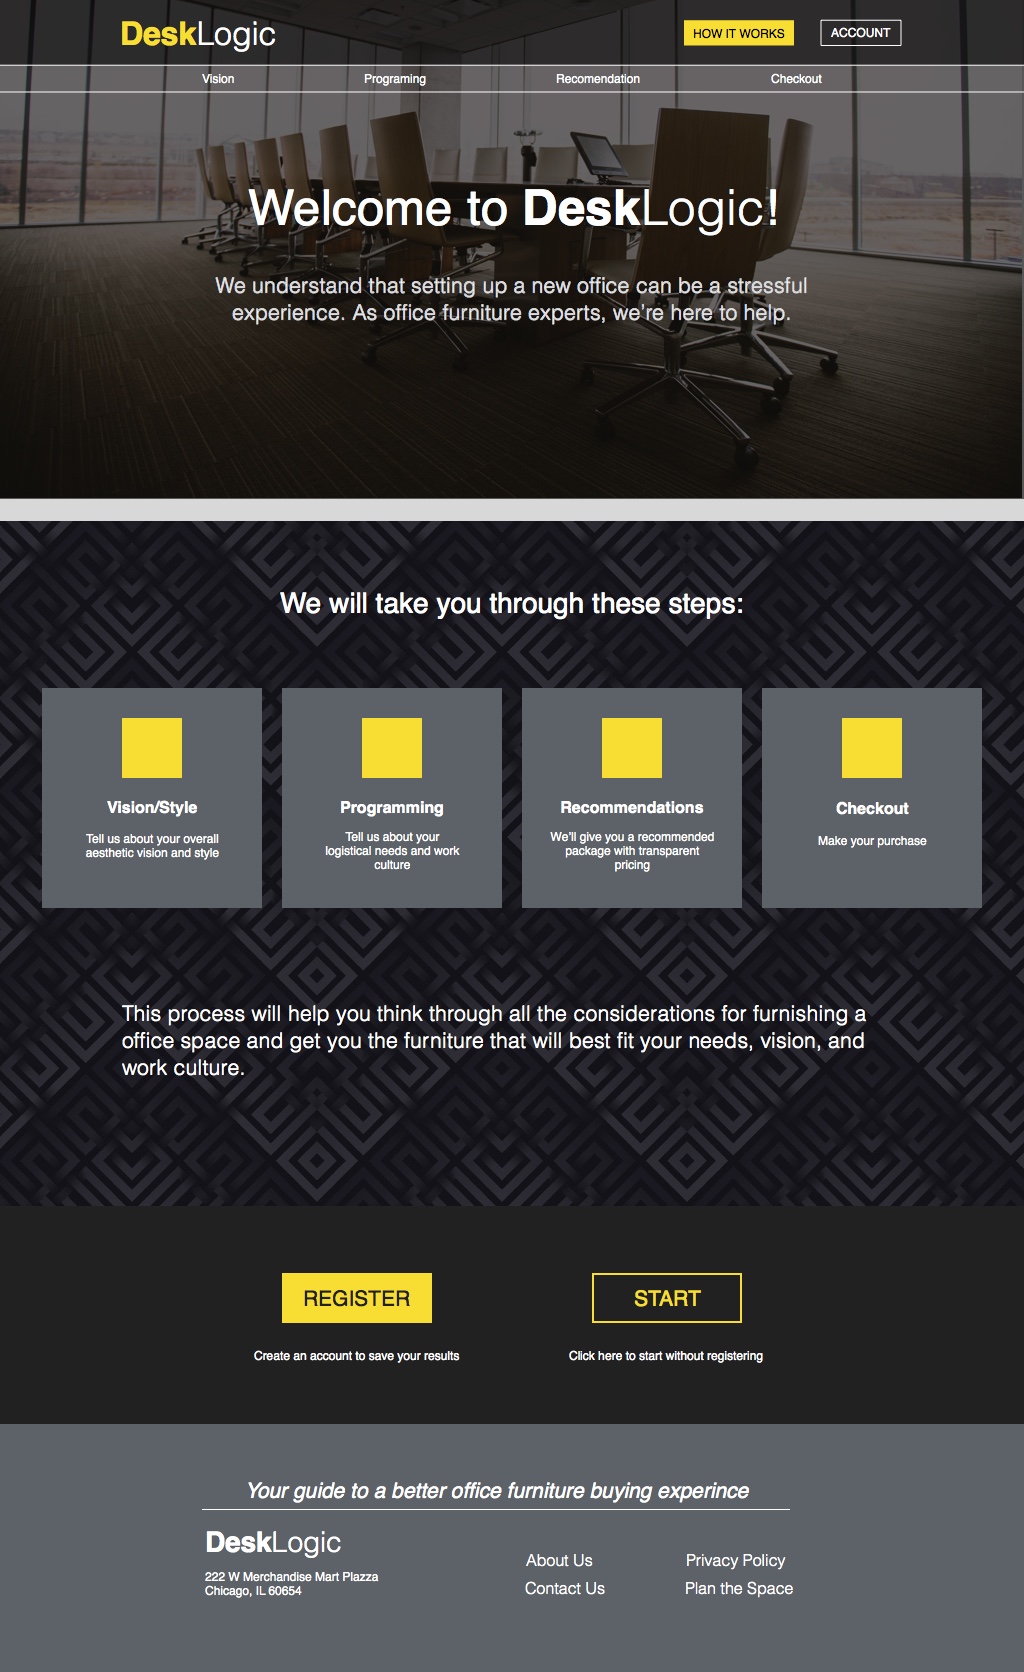 DeskLogic
HOW IT WORKS
ACCOUNT
Vision
Programing
Recomendation
Checkout
Welcome to DeskLogic!
We understand that setting up a new office can be a stressful
experience. As office furniture experts, we're here to help.
We will take you through these steps:
Vision/Style
Tell us about your overall
aesthetic vision and style
Programming
Tell us about your
logistical needs and work
culture
Recommendations
We'll give you a recommended
package with transparent
pricing
Checkout
Make your purchase
This process will help you think through all the considerations for furnishing a
office space and get you the furniture that will best fit your needs, vision, and
work culture.
REGISTER
Create an account to save your results
START
Click here to start without registering
Your guide to a better office furniture buying experince
DeskLogic
222 W Merchandise Mart Plazza
Chicago, IL 60654
About Us
Contact Us
Privacy Policy
Plan the Space